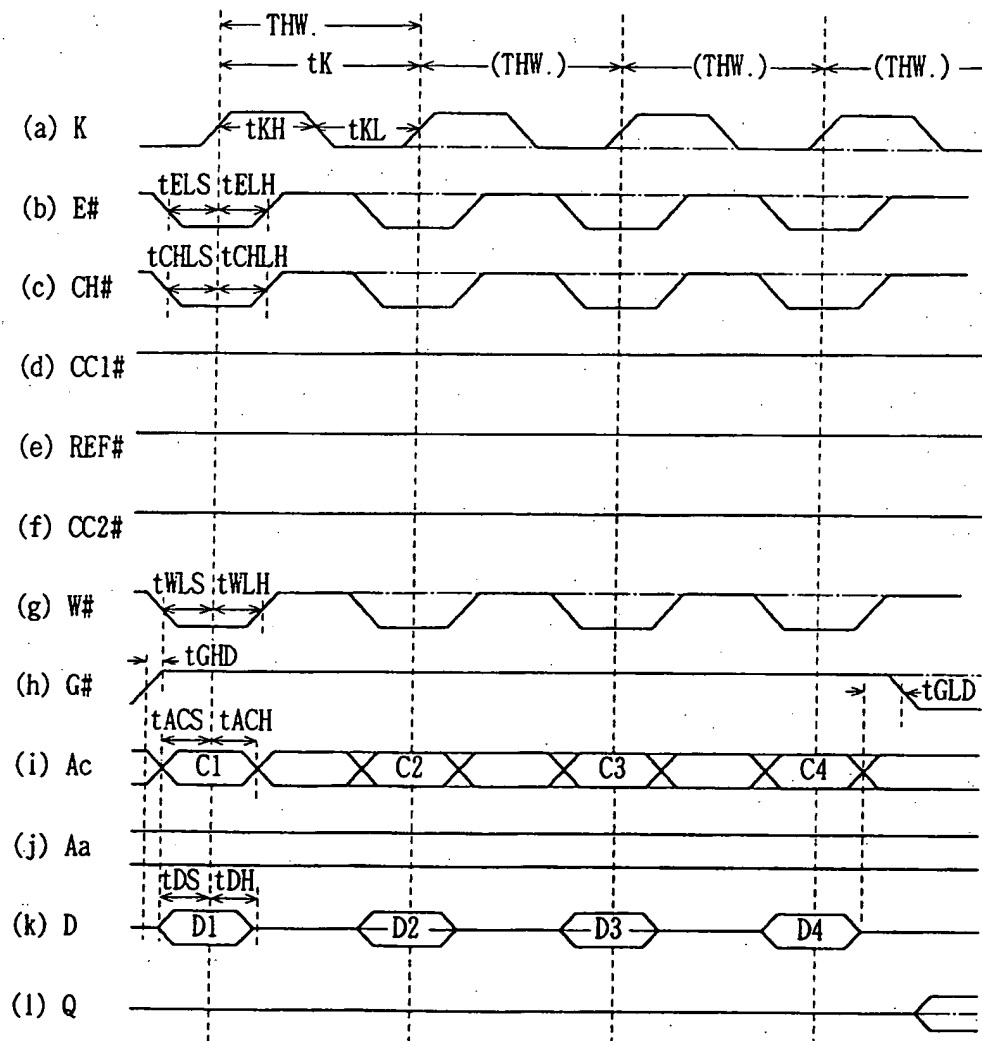 THW.
tK (THW.) (THW.) (THW.)
(a) K tKH tKL
(b) E# tELS tELH
(c) CH# tCHLS tCHLH
(d) CC1#
(e) REF#
(f) CC2#
(g) W# tWLS tWLH
(h) G# tGHD tGLD
(i) Ac tACS tACH C1 C2 C3 C4
(j) Aa
(k) D tDS tDH D1 D2 D3 D4
(l) Q